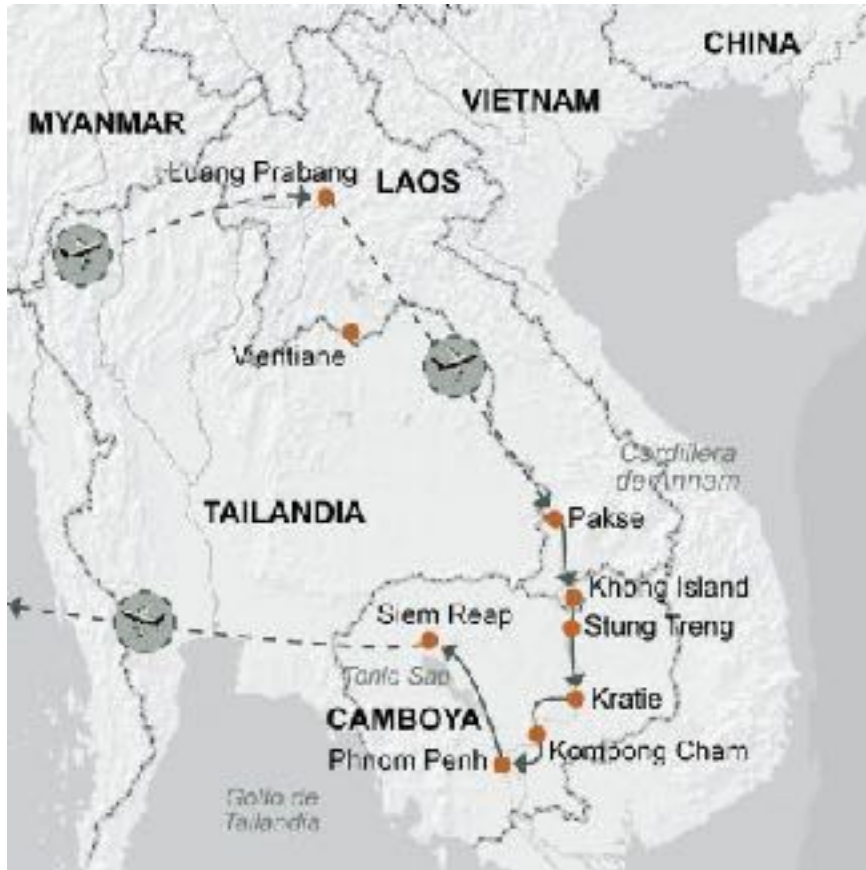 CHINA
VIETNAM
MYANMAR
Luang Prabang
LAOS
Vientiane
Cordillera
de Annam
TAILANDIA
Pakse
Khong Island
Siem Reap
Stung Treng
Tonle Sap
Kratie
CAMBOYA
Kompong Cham
Phnom Penh
Golfo de
Tailandia